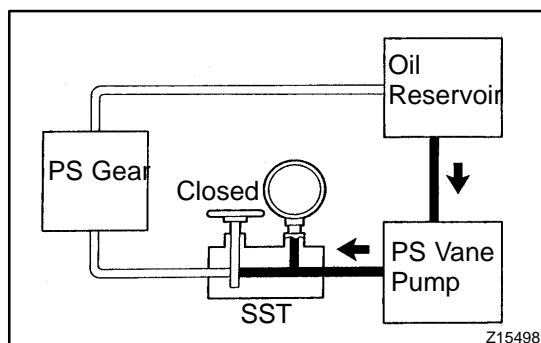 Oil
Reservoir
PS Gear
Closed
PS Vane
Pump
SST
Z15498